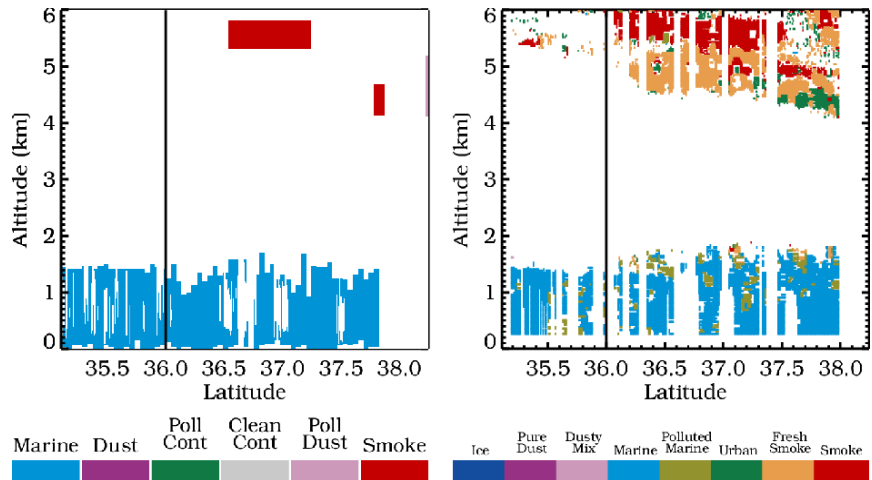 6
5
4
3
2
1
0
Altitude (km)
35.5 36.0 36.5 37.0 37.5 38.0
Latitude
Marine Dust Poll Cont Clean Cont Poll Dust Smoke
6
5
4
3
2
1
0
Altitude (km)
35.5 36.0 36.5 37.0 37.5 38.0
Latitude
Ice Pure Dust Dusty Mix Marine Polluted Marine Urban Fresh Smoke Smoke